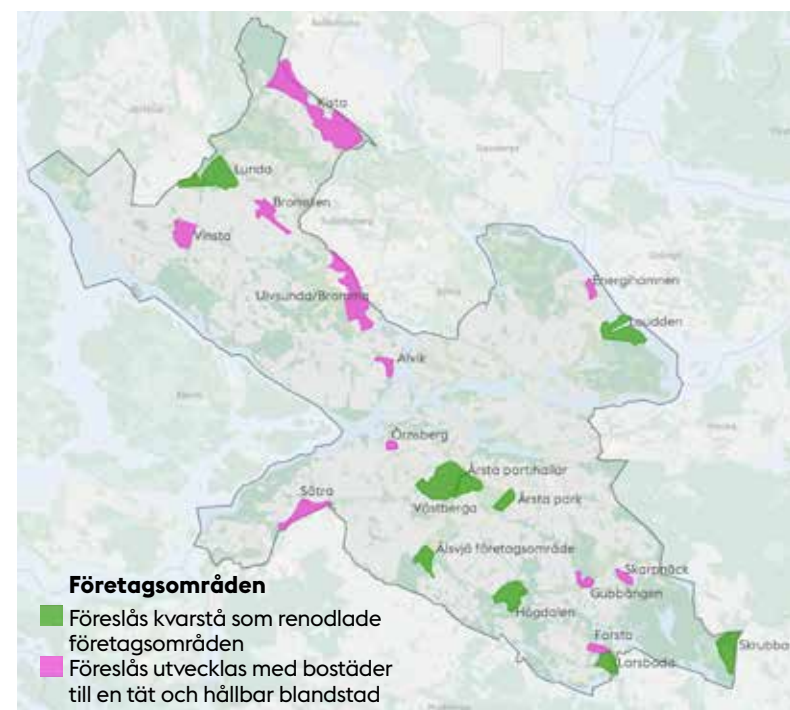 Kista
Lunda
Bromsten
Vinsta
Ulvsunda/Bromma
Energihamnen
Loudden
Alvik
Örnsberg
Årsta partihallar
Sätra
Västberga
Årsta park
Älvsjö företagsområde
Skarpnäck
Gubbängen
Högdalen
Farsta
Larsboda
Skrubba
Företagsområden
Föreslås kvarstå som renodlade
företagsområden
Föreslås utvecklas med bostäder
till en tät och hållbar blandstad